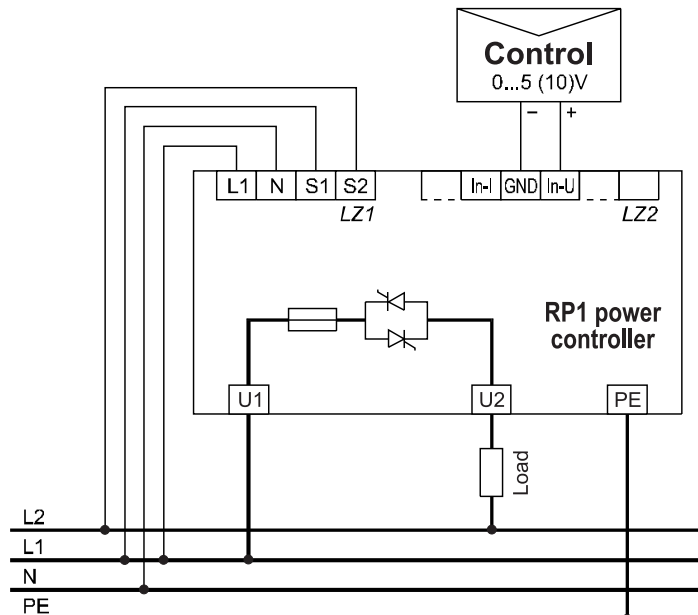 Control
0...5 (10)V
– +
L1 N S1 S2 In-I GND In-U
LZ1 LZ2
RP1 power
controller
U1 U2 PE
Load
L2
L1
N
PE